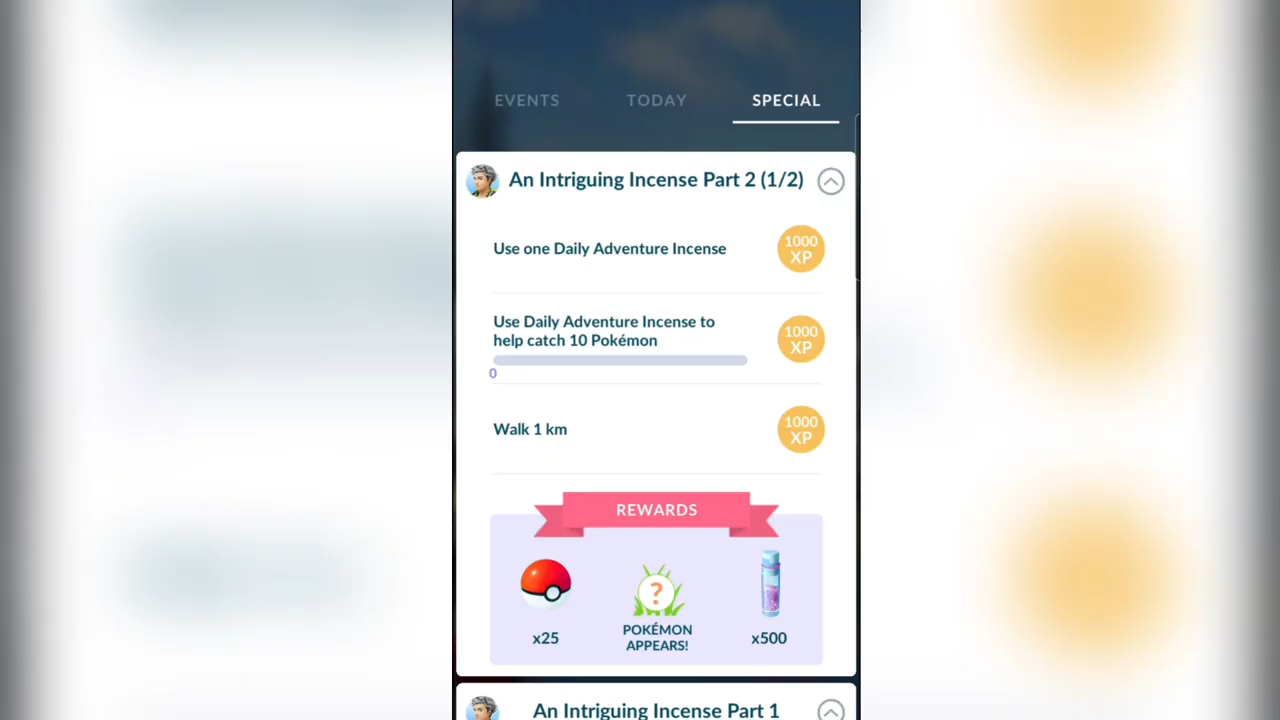 EVENTS
TODAY
SPECIAL
An Intriguing Incense Part 2 (1/2)
Use one Daily Adventure Incense
1000
XP
Use Daily Adventure Incense to
help catch 10 Pokémon
1000
XP
0
Walk 1 km
1000
XP
REWARDS
?
x25
POKÉMON
APPEARS!
x500
An Intriguing Incense Part 1